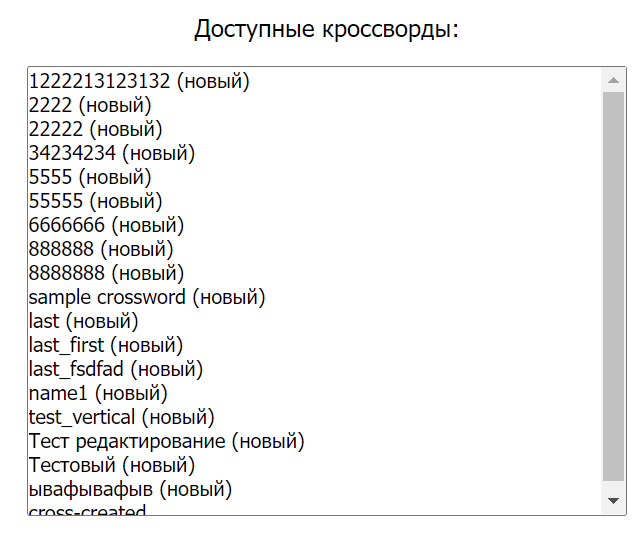 Доступные кроссворды:
1222213123132 (новый)
2222 (новый)
22222 (новый)
34234234 (новый)
5555 (новый)
55555 (новый)
6666666 (новый)
888888 (новый)
8888888 (новый)
sample crossword (новый)
last (новый)
last_first (новый)
last_fsdfad (новый)
name1 (новый)
test_vertical (новый)
Тест редактирование (новый)
Тестовый (новый)
ывафывафыв (новый)
cross-created